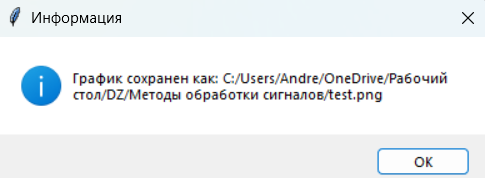 Информация
График сохранен как: C:/Users/Andre/OneDrive/Рабочий
стол/DZ/Методы обработки сигналов/test.png
OK